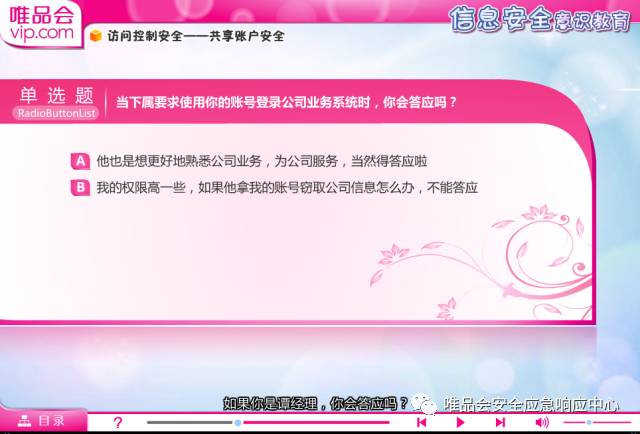 唯品会
vip.com
信息安全意识教育
访问控制安全——共享账户安全
单选题
RadioButtonList
当下属要求使用你的账号登录公司业务系统时，你会答应吗？
A 他也是想更好地熟悉公司业务，为公司服务，当然得答应啦
B 我的权限高一些，如果他拿我的账号窃取公司信息怎么办，不能答应
如果你是谭经理，你会答应吗？
唯品会安全应急响应中心
目录
?